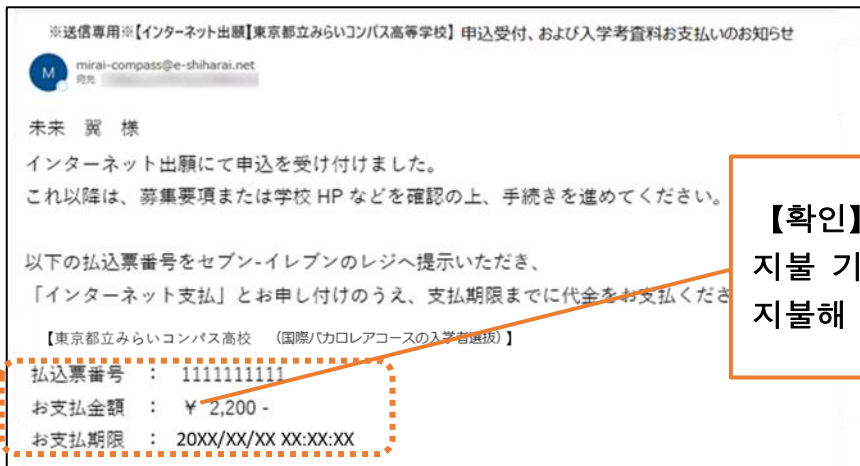 ※送信専用※【インターネット出願【東京都立みらいコンパス高等学校】 申込受付、および入学考査料お支払いのお知らせ
M
mirai-compass@e-shiharai.net
宛先
未来 翼 様
インターネット出願にて申込を受け付けました。
これ以降は、募集要項または学校 HP などを確認の上、手続きを進めてください。
以下の払込票番号をセブン-イレブンのレジへ提示いただき、
「インターネット支払」とお申し付けのうえ、支払期限までに代金をお支払くださ
【東京都立みらいコンパス高校 (国際バカロレアコースの入学者選抜) 】
払込票番号 : 1111111111
お支払金額 : ¥ 2,200 -
お支払期限 : 20XX/XX/XX XX:XX:XX
【확인】
지불 기
지불해